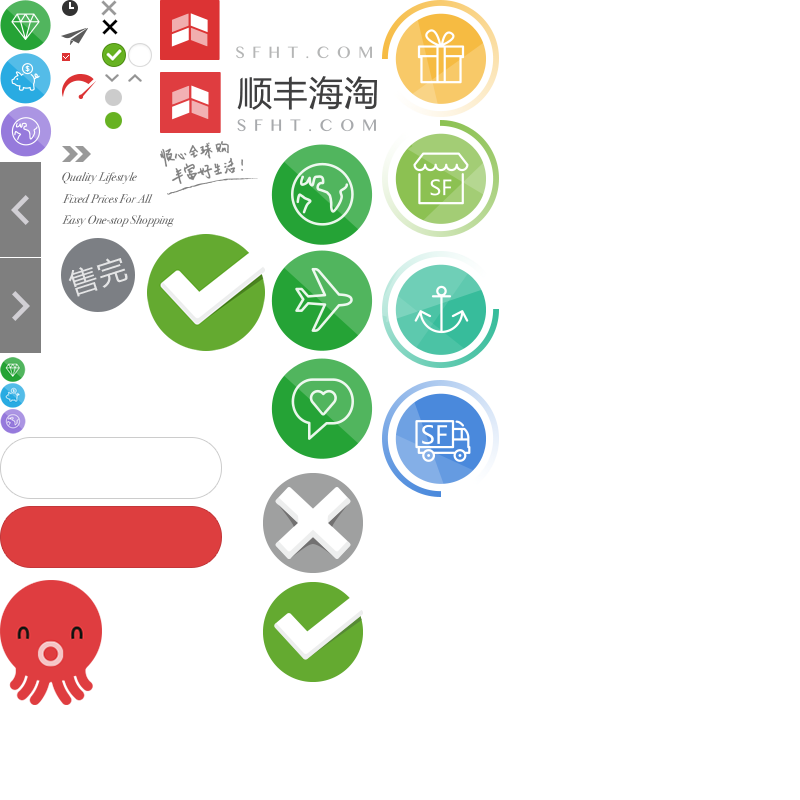 SFHT.COM
顺丰海淘
SFHT.COM
顺心全球购
丰富好生活!
Quality Lifestyle
Fixed Prices For All
Easy One-stop Shopping
售完
$
$
SF
SF